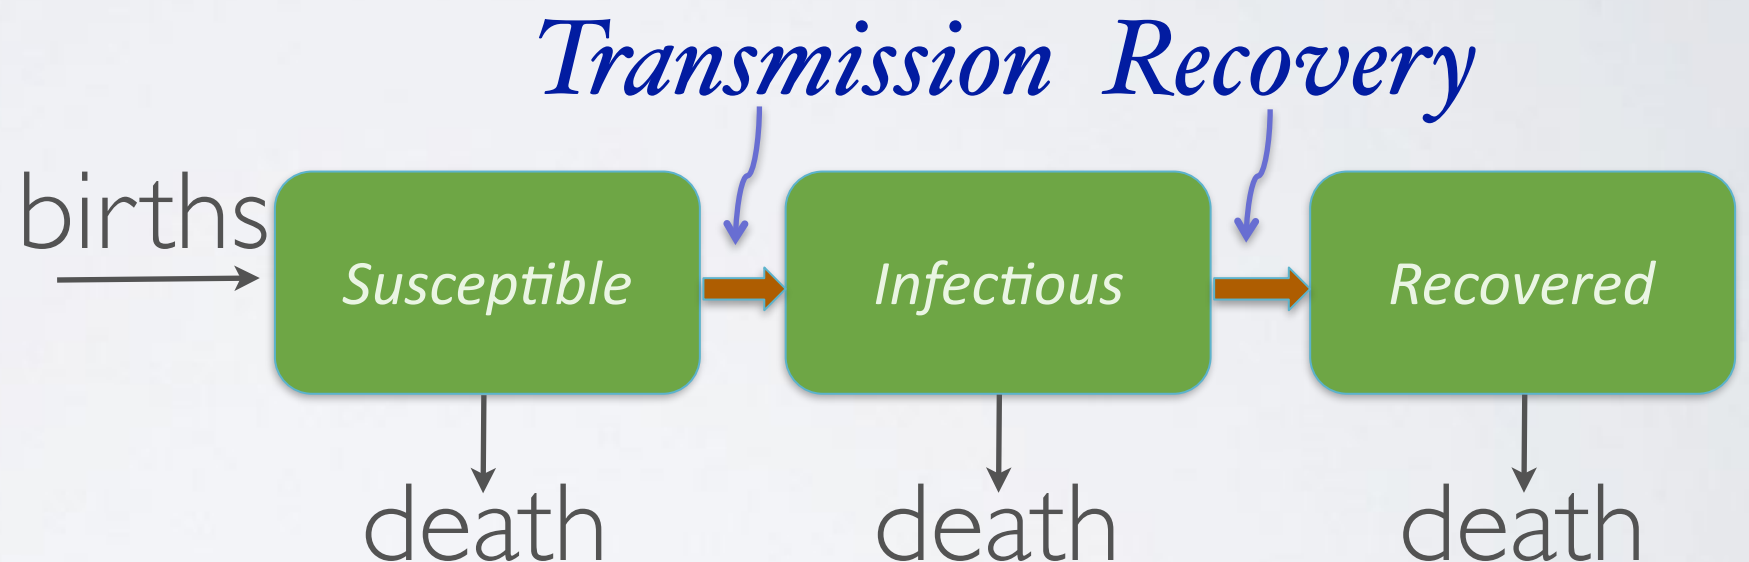 Transmission Recovery
births
Susceptible Infectious Recovered
death death death